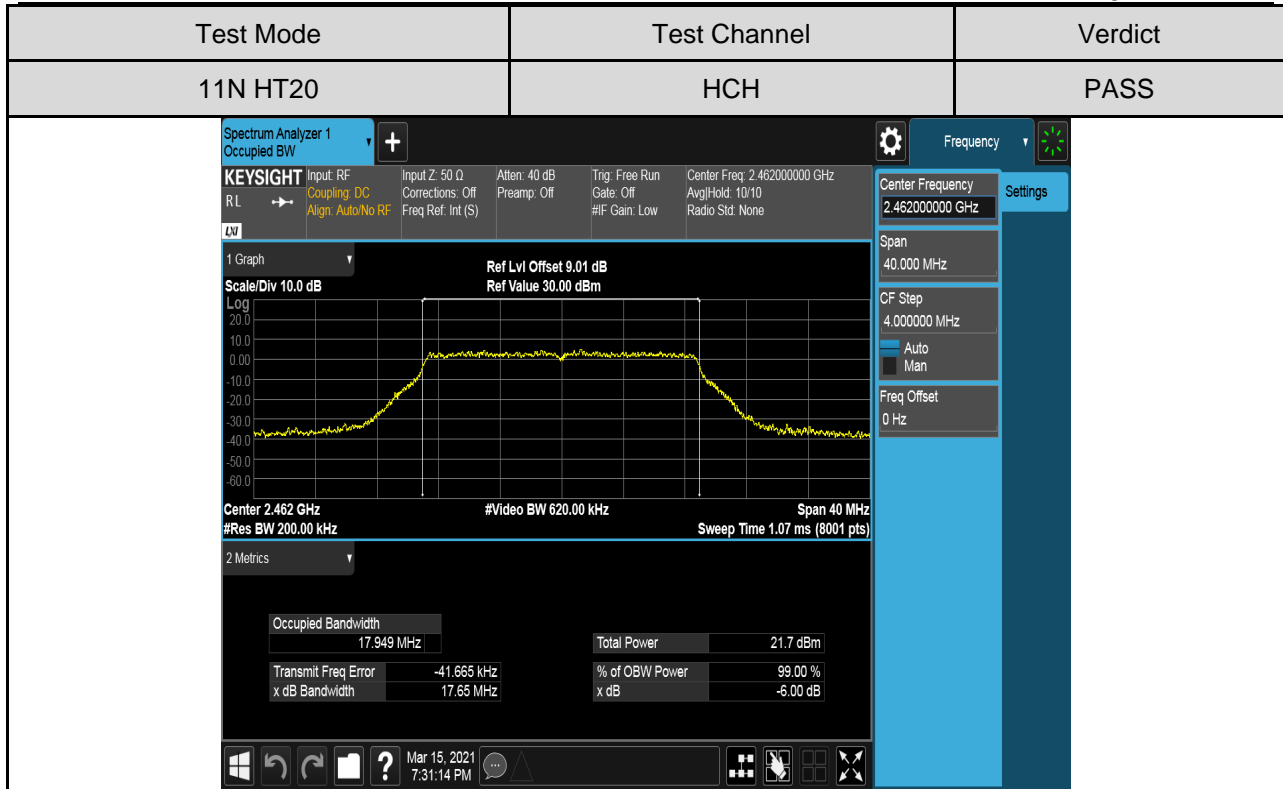 Test Mode Test Channel Verdict
11N HT20 HCH PASS
Spectrum Analyzer 1
Occupied BW
+
Frequency
KEYSIGHT Input: RF Input Z: 50 Ω Atten: 40 dB Trig: Free Run Center Freq: 2.462000000 GHz
RL Coupling: DC Corrections: Off Preamp: Off Gate: Off Avg|Hold: 10/10
Align: Auto/No RF Freq Ref: Int (S) #IF Gain: Low Radio Std: None
LXI
Center Frequency
2.462000000 GHz
Settings
Span
40.000 MHz
CF Step
4.000000 MHz
Auto
Man
Freq Offset
0 Hz
1 Graph
Ref Lvl Offset 9.01 dB
Scale/Div 10.0 dB Ref Value 30.00 dBm
Log
20.0
10.0
0.00
-10.0
-20.0
-30.0
-40.0
-50.0
-60.0
Center 2.462 GHz #Video BW 620.00 kHz Span 40 MHz
#Res BW 200.00 kHz Sweep Time 1.07 ms (8001 pts)
2 Metrics
Occupied Bandwidth
17.949 MHz Total Power 21.7 dBm
Transmit Freq Error -41.665 kHz % of OBW Power 99.00 %
x dB Bandwidth 17.65 MHz x dB -6.00 dB
? Mar 15, 2021
7:31:14 PM